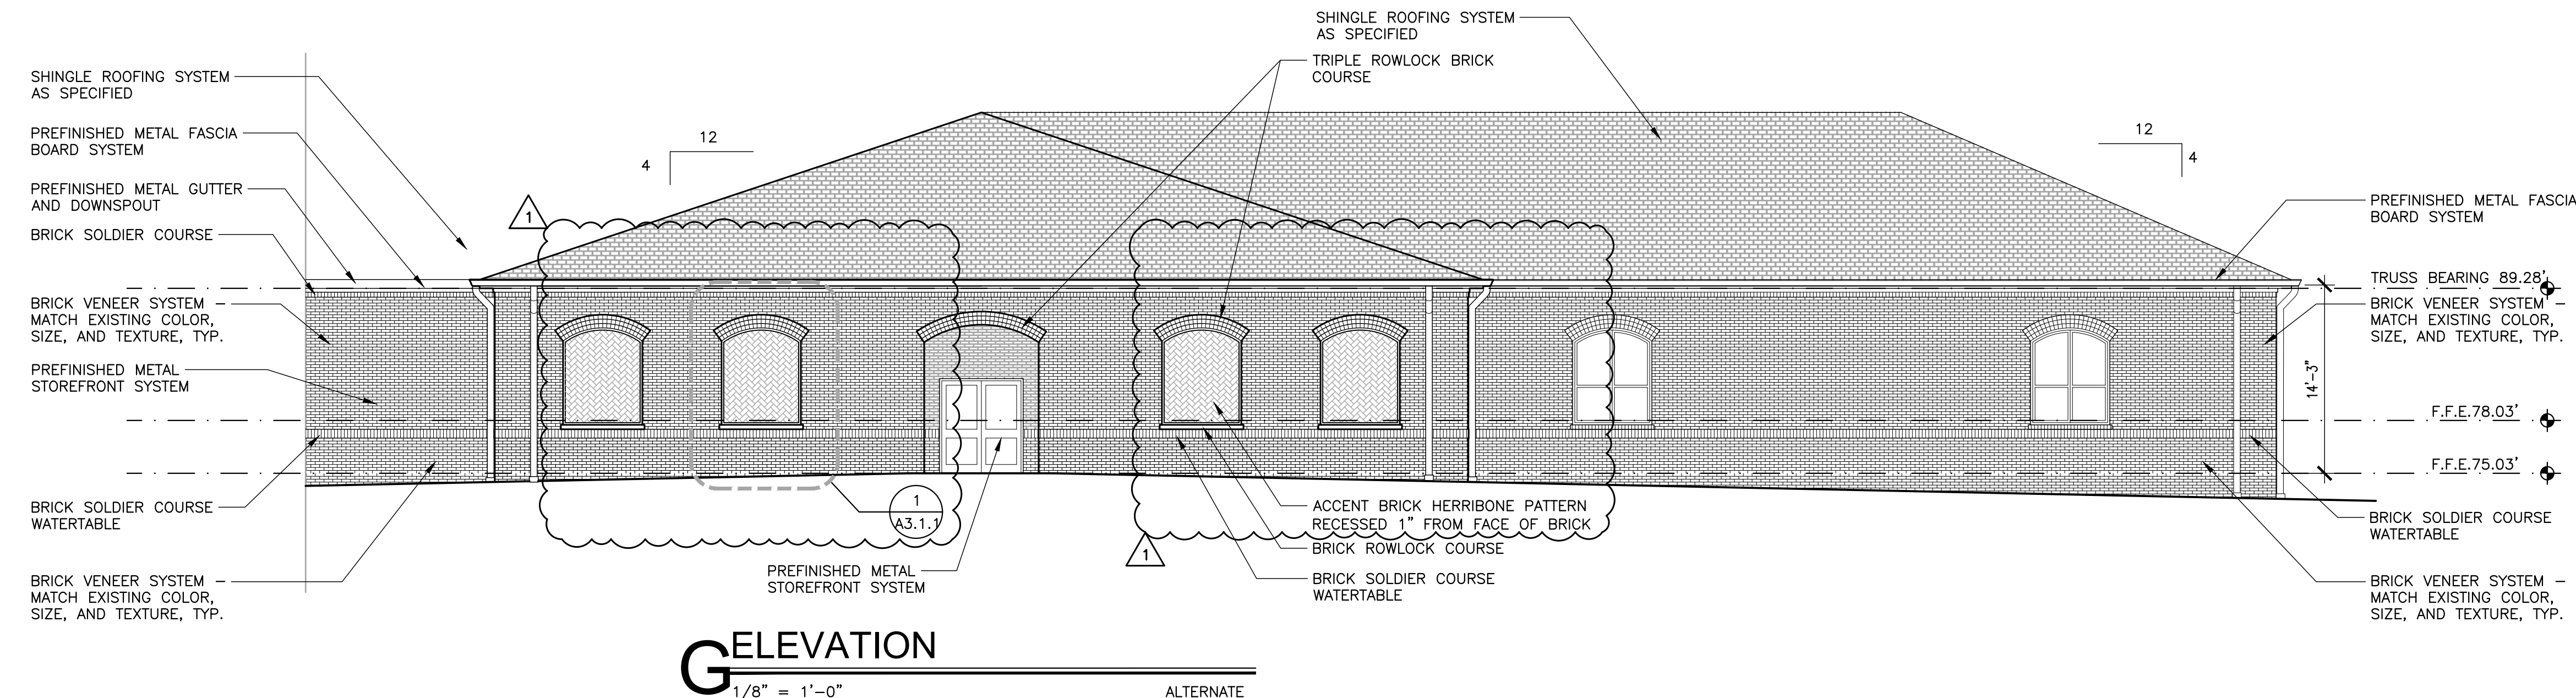 SHINGLE ROOFING SYSTEM
AS SPECIFIED
TRIPLE ROWLOCK BRICK
COURSE
SHINGLE ROOFING SYSTEM
AS SPECIFIED
PREFINISHED METAL FASCIA
BOARD SYSTEM
PREFINISHED METAL GUTTER
AND DOWNSPOUT
BRICK SOLDIER COURSE
BRICK VENEER SYSTEM –
MATCH EXISTING COLOR,
SIZE, AND TEXTURE, TYP.
PREFINISHED METAL
STOREFRONT SYSTEM
BRICK SOLDIER COURSE
WATERTABLE
BRICK VENEER SYSTEM –
MATCH EXISTING COLOR,
SIZE, AND TEXTURE, TYP.
12
4
1
12
4
PREFINISHED METAL FASCIA
BOARD SYSTEM
TRUSS BEARING 89.28'
BRICK VENEER SYSTEM –
MATCH EXISTING COLOR,
SIZE, AND TEXTURE, TYP.
14'-3"
F.F.E.78.03'
F.F.E.75.03'
BRICK SOLDIER COURSE
WATERTABLE
BRICK VENEER SYSTEM –
MATCH EXISTING COLOR,
SIZE, AND TEXTURE, TYP.
1
A3.1.1
ACCENT BRICK HERRIBONE PATTERN
RECESSED 1" FROM FACE OF BRICK
BRICK ROWLOCK COURSE
1
BRICK SOLDIER COURSE
WATERTABLE
PREFINISHED METAL
STOREFRONT SYSTEM
G ELEVATION
1/8" = 1'-0"
ALTERNATE